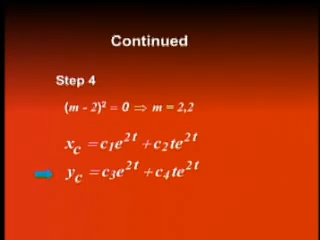 Continued
Step 4
(m - 2)² = 0 ⇒ m = 2,2
x_c = c₁e^{2t} + c₂te^{2t}
y_c = c₃e^{2t} + c₄te^{2t}